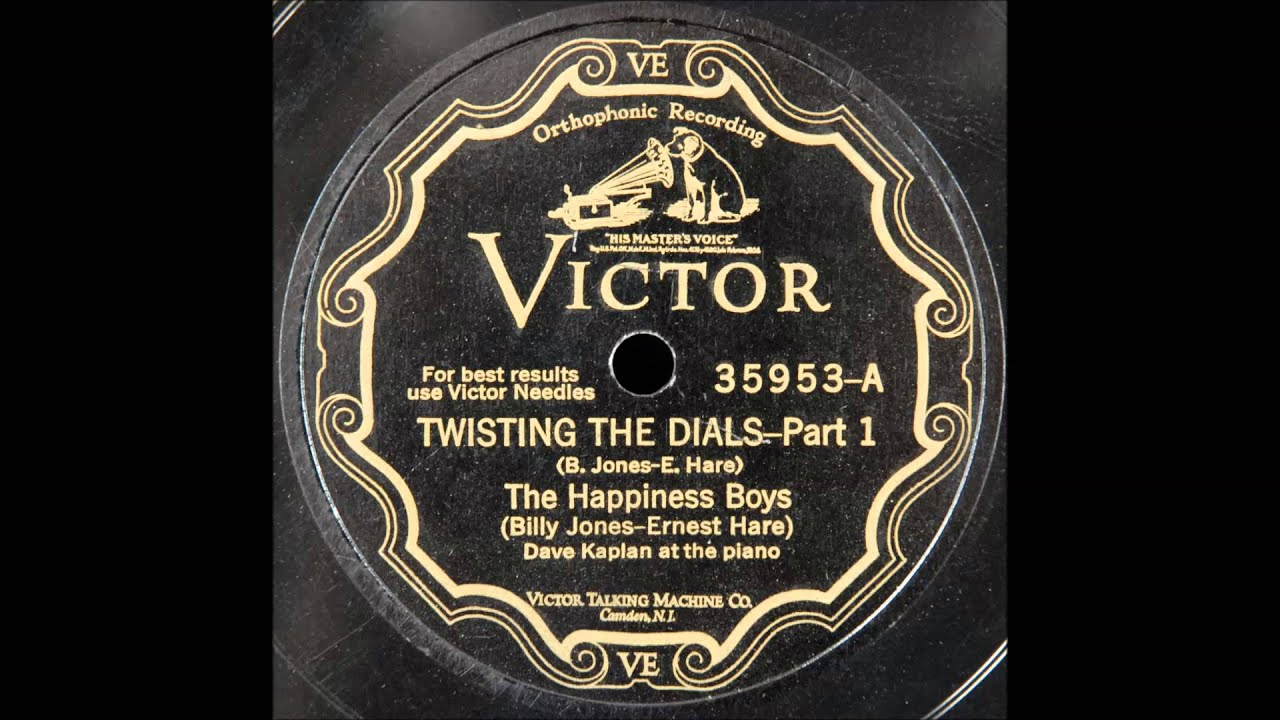 VE
Orthophonic Recording
"HIS MASTER'S VOICE"
VICTOR
For best results
use Victor Needles
35953-A
TWISTING THE DIALS-Part 1
(B. Jones-E. Hare)
The Happiness Boys
(Billy Jones-Ernest Hare)
Dave Kaplan at the piano
VICTOR TALKING MACHINE CO.
Camden, N.J.
VE